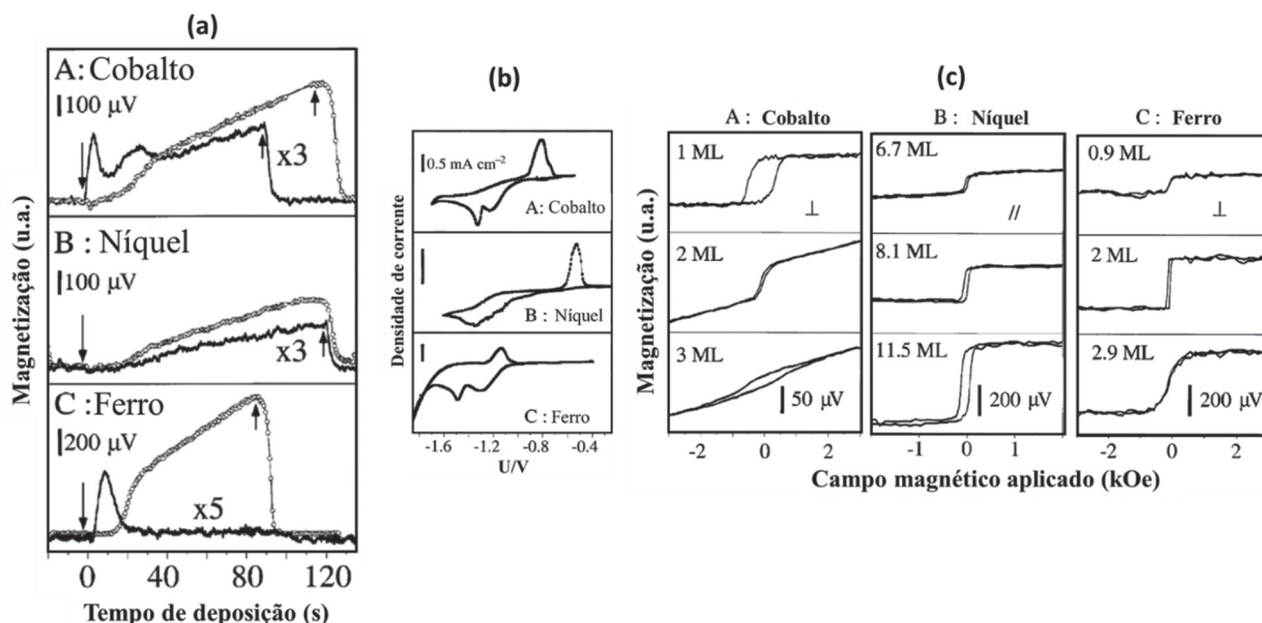 (a)
A: Cobalto
100 µV
x3
B : Níquel
100 µV
x3
C :Ferro
200 µV
x5
Magnetização (u.a.)
0 40 80 120
Tempo de deposição (s)
(b)
0.5 mA cm⁻²
A: Cobalto
B : Níquel
C : Ferro
Densidade de corrente
-1.6 -1.2 -0.8 -0.4
U/V
(c)
A : Cobalto
B : Níquel
C : Ferro
1 ML
⊥
2 ML
3 ML
50 µV
6.7 ML
//
8.1 ML
11.5 ML
200 µV
0.9 ML
⊥
2 ML
2.9 ML
200 µV
Magnetização (u.a.)
-2 0 2
-1 0 1
-2 0 2
Campo magnético aplicado (kOe)